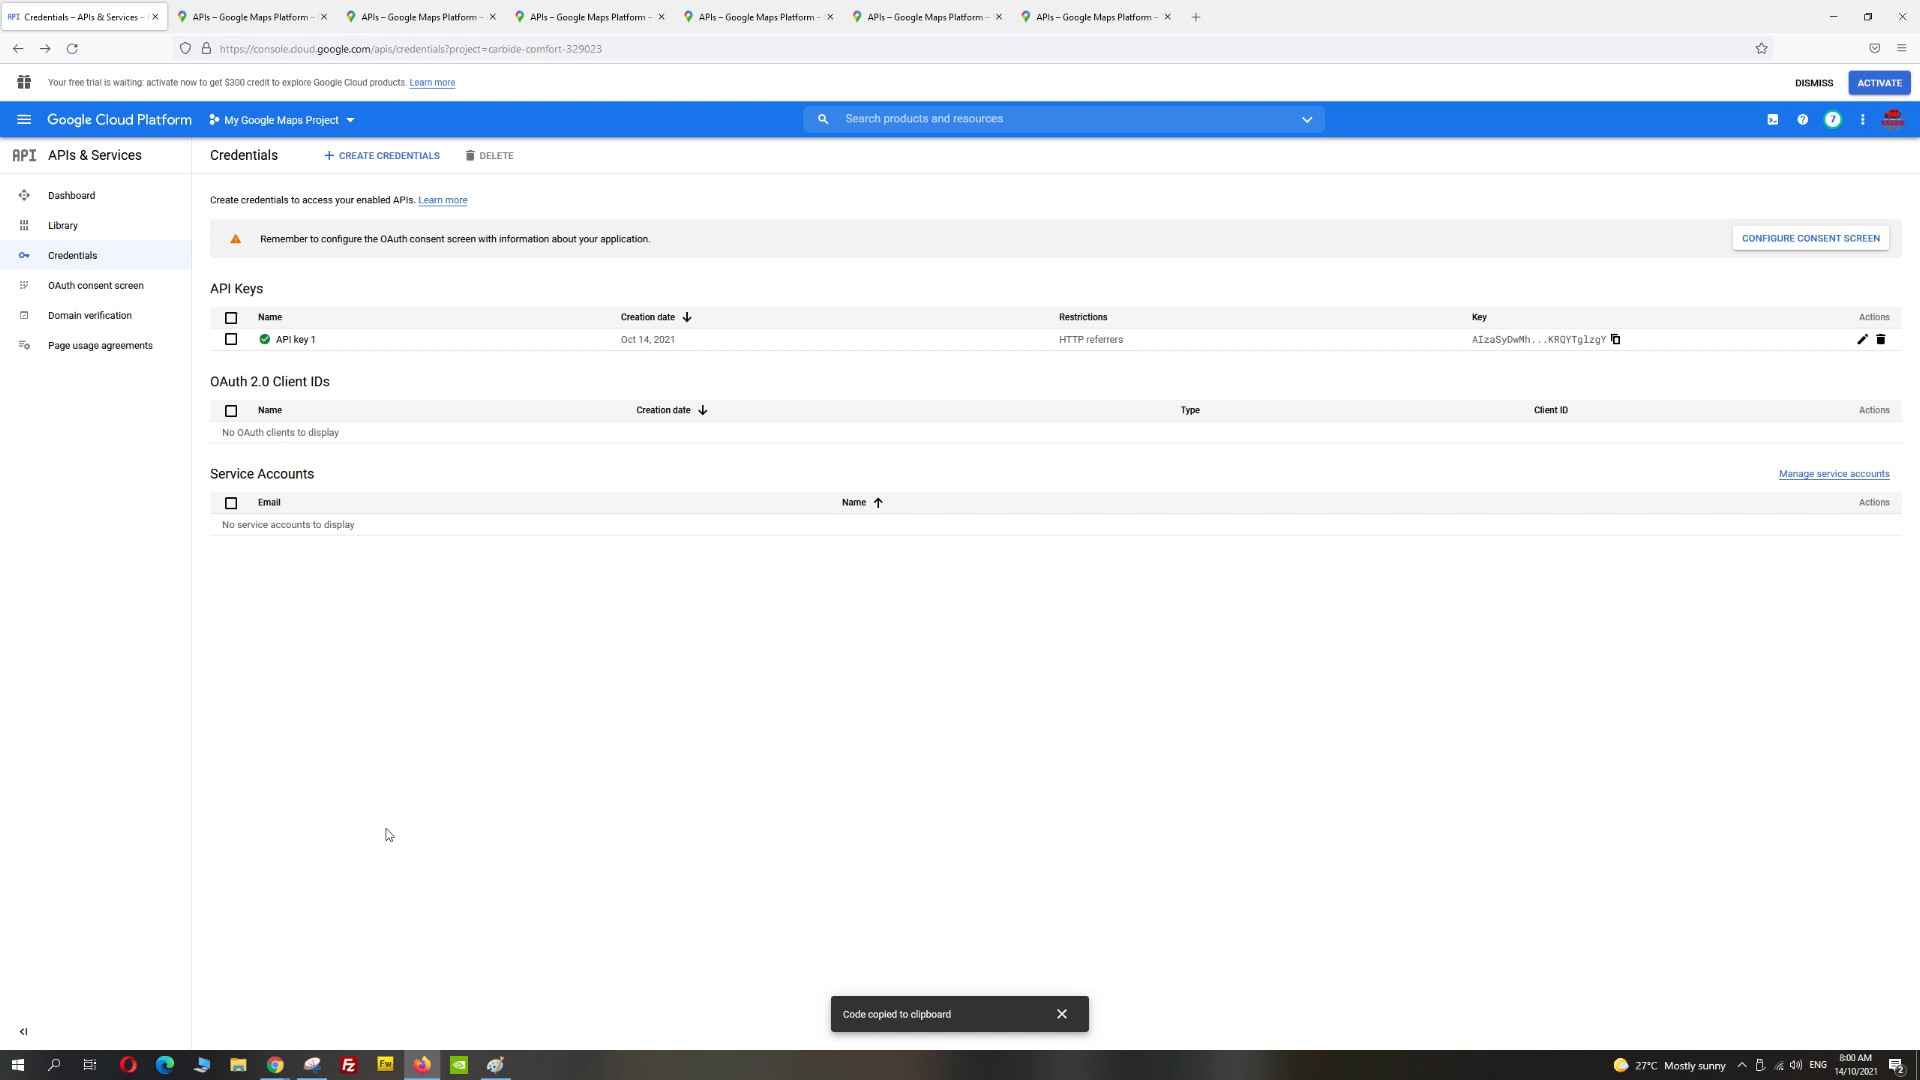 API Credentials – APIs & Services –
APIs – Google Maps Platform –
APIs – Google Maps Platform –
APIs – Google Maps Platform –
APIs – Google Maps Platform –
APIs – Google Maps Platform –
APIs – Google Maps Platform –
https://console.cloud.google.com/apis/credentials?project=carbide-comfort-329023
Your free trial is waiting: activate now to get $300 credit to explore Google Cloud products. Learn more
DISMISS
ACTIVATE
Google Cloud Platform
My Google Maps Project
Search products and resources
7
API APIs & Services
Credentials
CREATE CREDENTIALS
DELETE
Dashboard
Library
Credentials
OAuth consent screen
Domain verification
Page usage agreements
Create credentials to access your enabled APIs. Learn more
Remember to configure the OAuth consent screen with information about your application.
CONFIGURE CONSENT SCREEN
API Keys
Name Creation date Restrictions Key Actions
API key 1 Oct 14, 2021 HTTP referrers AIzaSyDwMh...KRQYTglzgY
OAuth 2.0 Client IDs
Name Creation date Type Client ID Actions
No OAuth clients to display
Service Accounts
Manage service accounts
Email Name Actions
No service accounts to display
Code copied to clipboard
Fz
Fw
27°C Mostly sunny
ENG
8:00 AM
14/10/2021
2